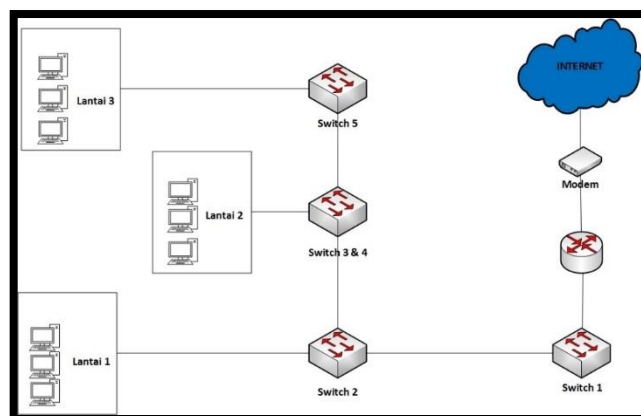 INTERNET
Lantai 3
Switch 5
Modem
Lantai 2
Switch 3 & 4
Lantai 1
Switch 2
Switch 1